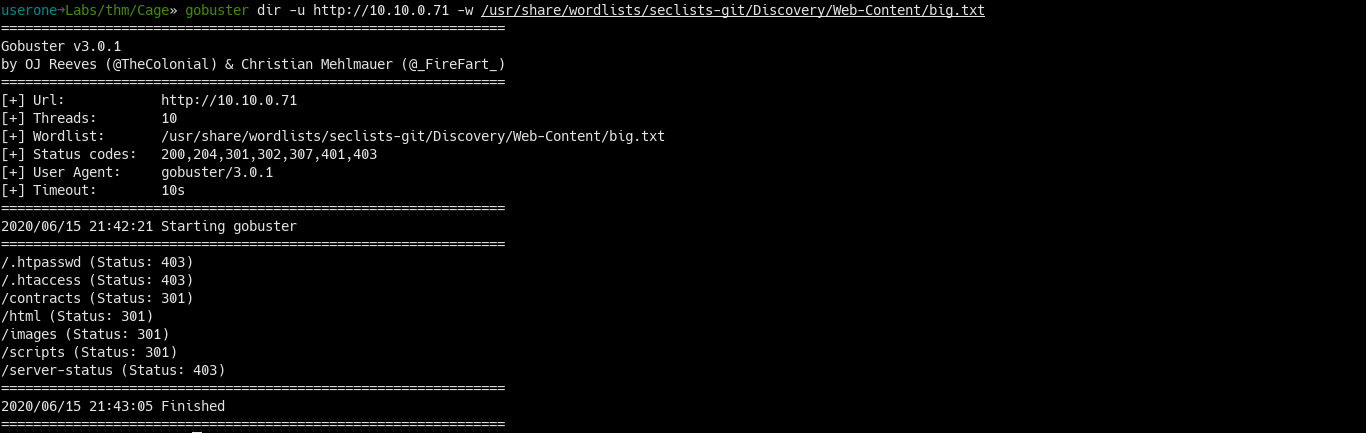 userone→Labs/thm/Cage» gobuster dir -u http://10.10.0.71 -w /usr/share/wordlists/seclists-git/Discovery/Web-Content/big.txt
===============================================================
Gobuster v3.0.1
by OJ Reeves (@TheColonial) & Christian Mehlmauer (@_FireFart_)
===============================================================
[+] Url:            http://10.10.0.71
[+] Threads:        10
[+] Wordlist:       /usr/share/wordlists/seclists-git/Discovery/Web-Content/big.txt
[+] Status codes:   200,204,301,302,307,401,403
[+] User Agent:     gobuster/3.0.1
[+] Timeout:        10s
===============================================================
2020/06/15 21:42:21 Starting gobuster
===============================================================
/.htpasswd (Status: 403)
/.htaccess (Status: 403)
/contracts (Status: 301)
/html (Status: 301)
/images (Status: 301)
/scripts (Status: 301)
/server-status (Status: 403)
===============================================================
2020/06/15 21:43:05 Finished
===============================================================